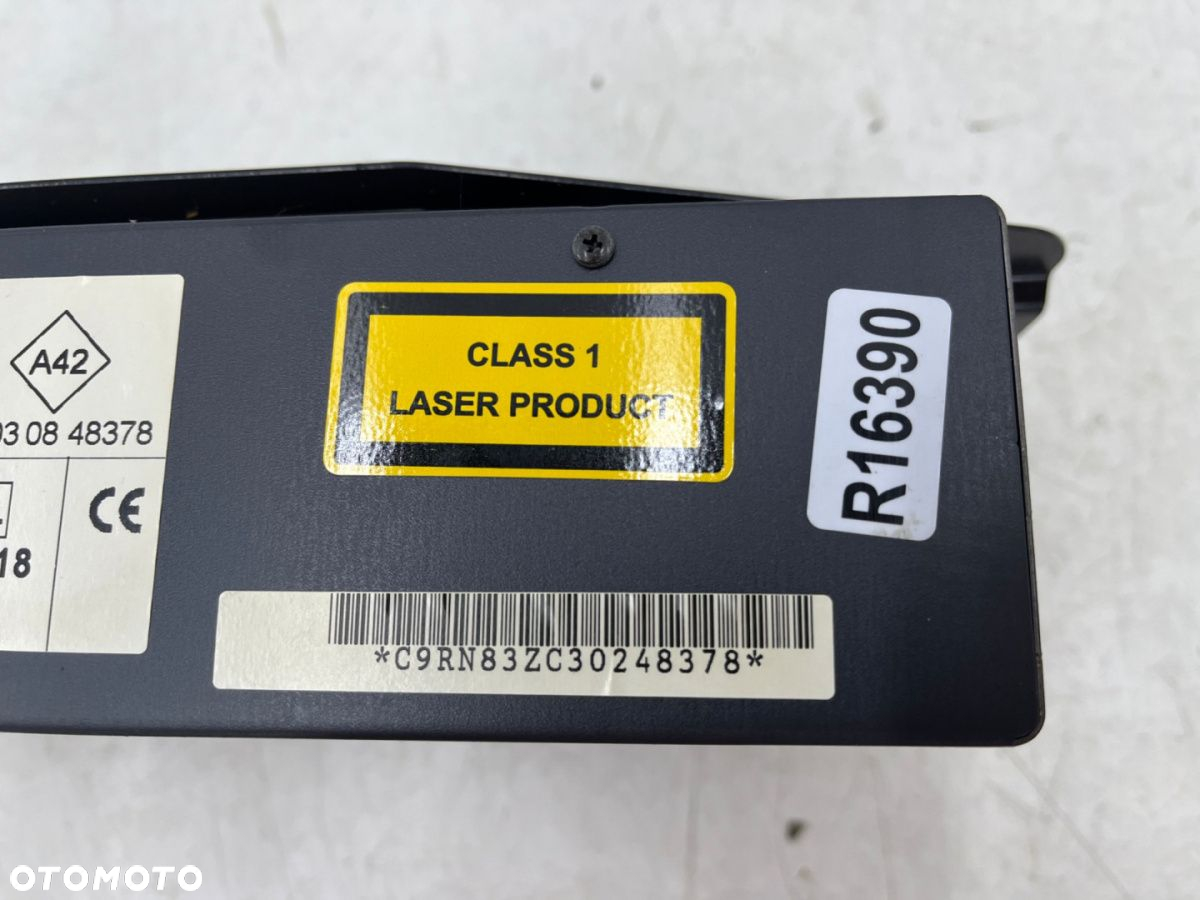 A42
03 08 48378
CE
18
CLASS 1
LASER PRODUCT
R16390
*C9RN83ZC30248378*
OTOMOTO